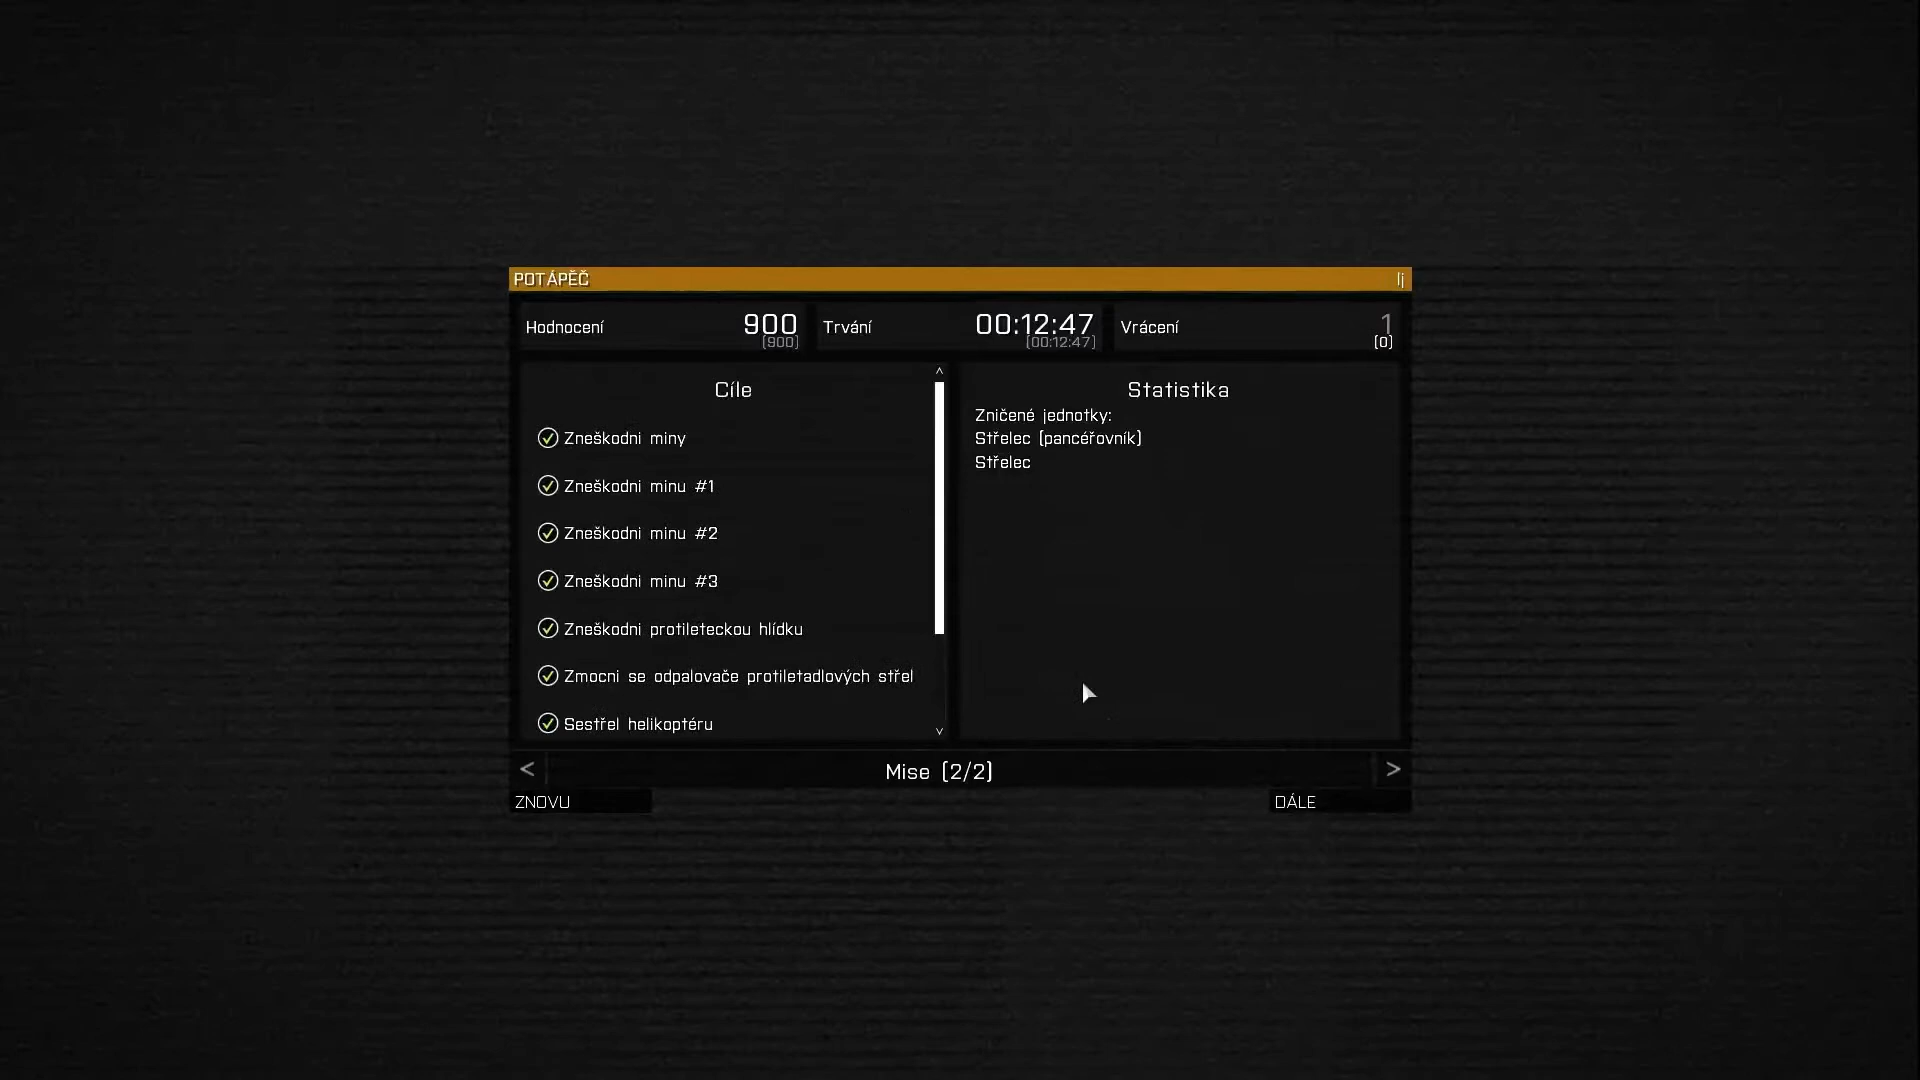 POTÁPĚČ lj
Hodnocení 900 Trvání 00:12:47 Vrácení 1
(900) (00:12:47) (0)
Cíle
Zneškodni miny
Zneškodni minu #1
Zneškodni minu #2
Zneškodni minu #3
Zneškodni protileteckou hlídku
Zmocni se odpalovače protiletadlových střel
Sestřel helikoptéru
Statistika
Zničené jednotky:
Střelec (pancéřovník)
Střelec
< Mise (2/2) >
ZNOVU DÁLE